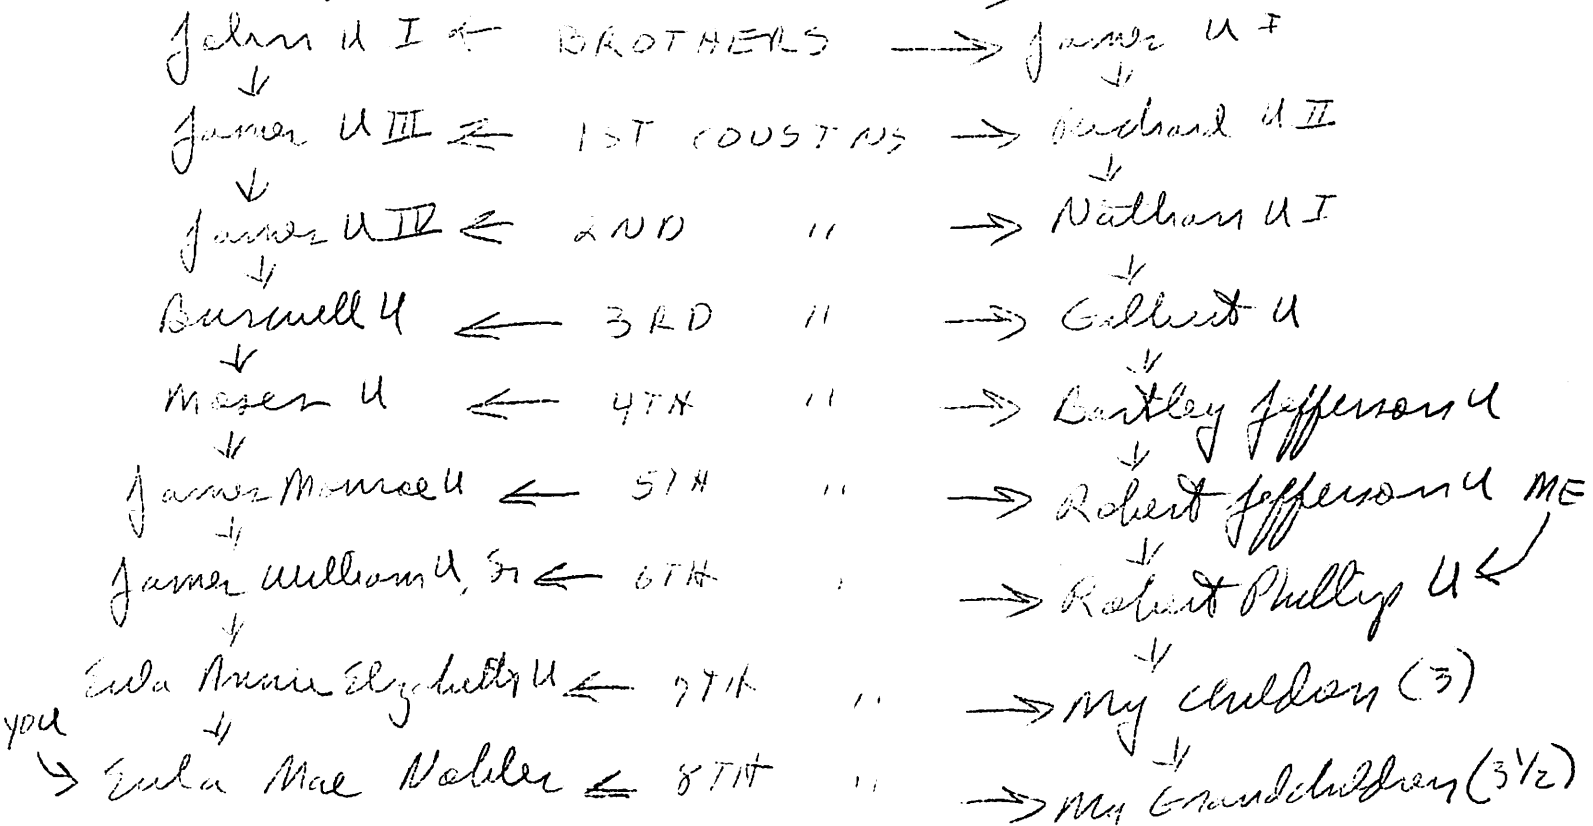 John U I ← BROTHERS → James U I
James U III ← 1ST COUSINS → Richard U II
James U IV ← 2ND " → Nathan U I
Burwell U ← 3RD " → Gilbert U
Moses U ← 4TH " → Bartley Jefferson U
James Monroe U ← 5TH " → Robert Jefferson U ME
James William U, Sr ← 6TH " → Robert Phillip U
Eula Annie Elizabeth U ← 7TH " → My children (3)
YOU
Eula Mae Nobles ← 8TH " → My Grandchildren (3½)